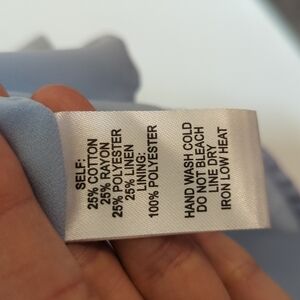 SELF:
25% COTTON
25% RAYON
25% POLYESTER
25% LINEN
LINING:
100% POLYESTER
HAND WASH COLD
DO NOT BLEACH
LINE DRY
IRON LOW HEAT